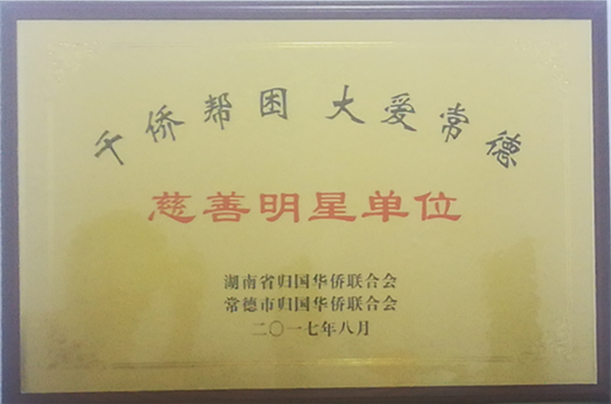 千侨帮困 大爱常德
慈善明星单位
湖南省归国华侨联合会
常德市归国华侨联合会
二〇一七年八月